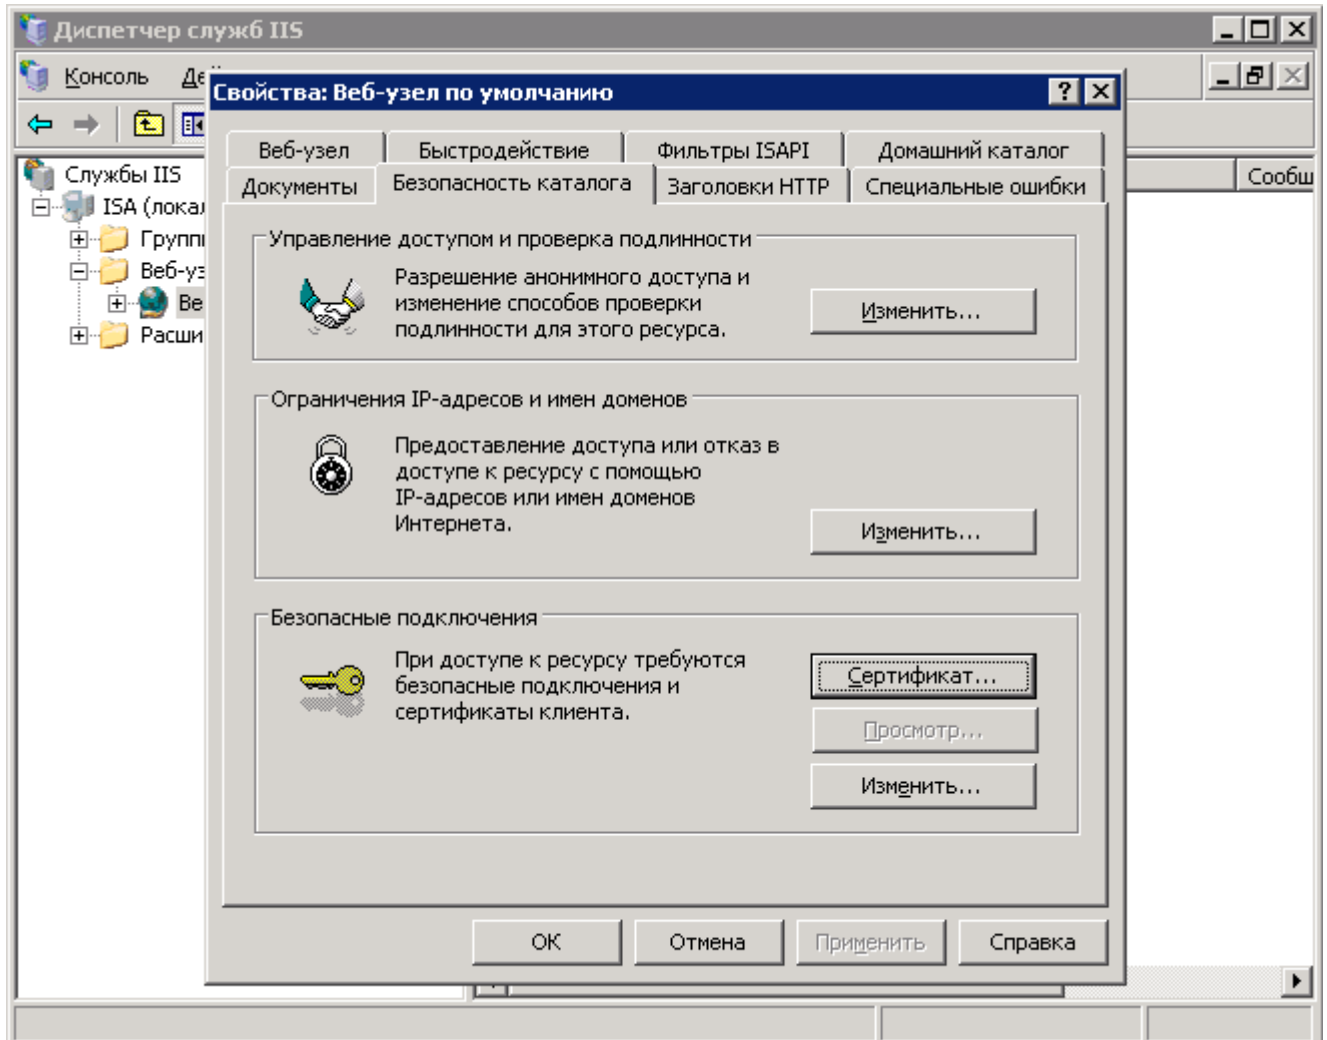 Диспетчер служб IIS
Консоль
Свойства: Веб-узел по умолчанию
Веб-узел Быстродействие Фильтры ISAPI Домашний каталог
Документы Безопасность каталога Заголовки HTTP Специальные ошибки
Службы IIS
ISA
Управление доступом и проверка подлинности
Разрешение анонимного доступа и
изменение способов проверки
подлинности для этого ресурса.
Изменить...
Ограничения IP-адресов и имен доменов
Предоставление доступа или отказ в
доступе к ресурсу с помощью
IP-адресов или имен доменов
Интернета.
Изменить...
Безопасные подключения
При доступе к ресурсу требуются
безопасные подключения и
сертификаты клиента.
Сертификат...
Просмотр...
Изменить...
ОК Отмена Применить Справка